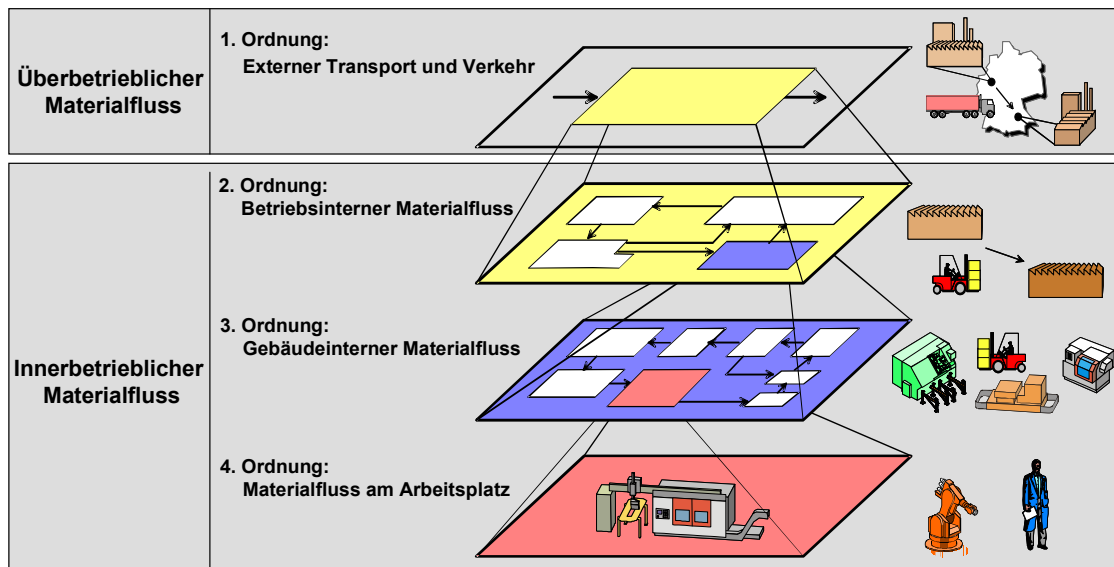 Überbetrieblicher
Materialfluss
1. Ordnung:
Externer Transport und Verkehr
Innerbetrieblicher
Materialfluss
2. Ordnung:
Betriebsinterner Materialfluss
3. Ordnung:
Gebäudeinterner Materialfluss
4. Ordnung:
Materialfluss am Arbeitsplatz